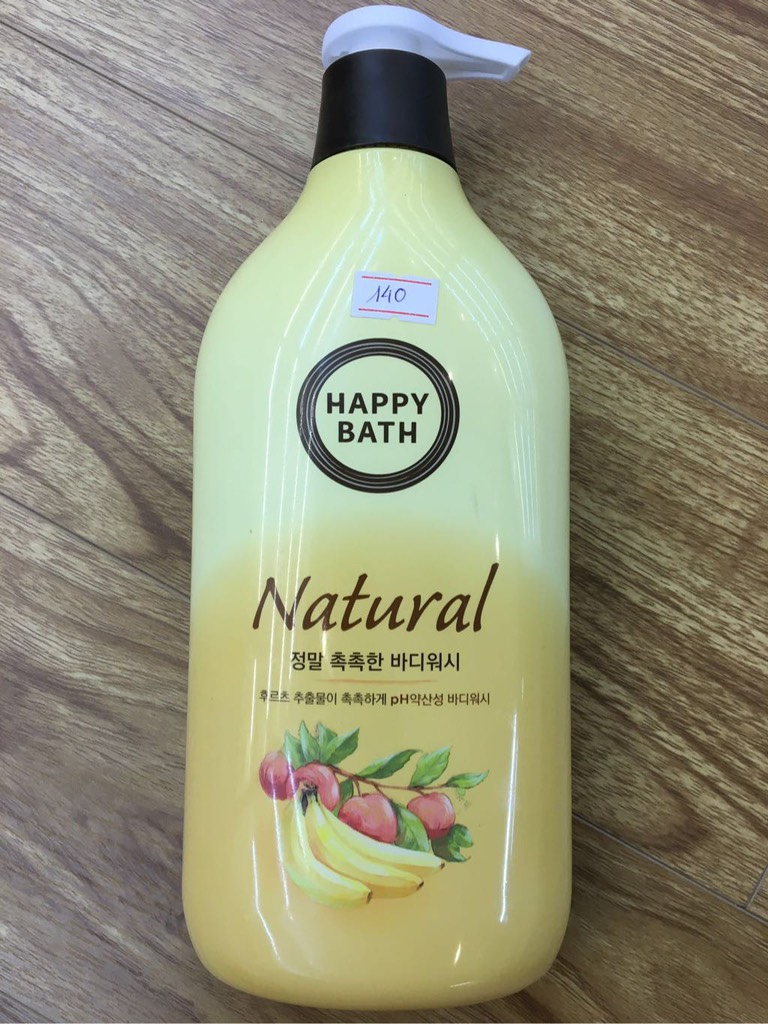 140
HAPPY
BATH
Natural
정말 촉촉한 바디워시
후르츠 추출물이 촉촉하게 pH약산성 바디워시